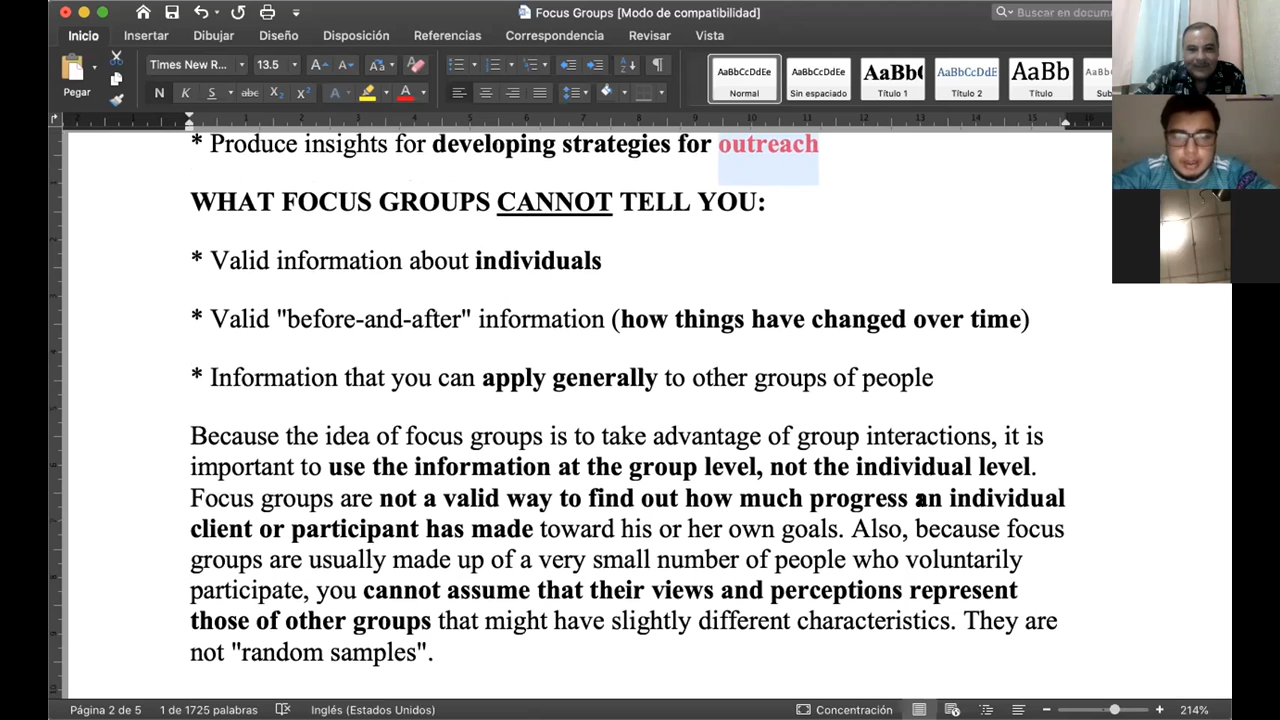 Focus Groups [Modo de compatibilidad]
Buscar en docume
Inicio Insertar Dibujar Diseño Disposición Referencias Correspondencia Revisar Vista
Times New R... 13.5
Pegar
N K S abc X₂ X² A A
AaBbCcDdEe Normal
AaBbCcDdEe Sin espaciado
AaBb( Título 1
AaBbCcDdE Título 2
AaBb Título
AaBbCcDdE Sub
* Produce insights for developing strategies for outreach
WHAT FOCUS GROUPS CANNOT TELL YOU:
* Valid information about individuals
* Valid "before-and-after" information (how things have changed over time)
* Information that you can apply generally to other groups of people
Because the idea of focus groups is to take advantage of group interactions, it is
important to use the information at the group level, not the individual level.
Focus groups are not a valid way to find out how much progress an individual
client or participant has made toward his or her own goals. Also, because focus
groups are usually made up of a very small number of people who voluntarily
participate, you cannot assume that their views and perceptions represent
those of other groups that might have slightly different characteristics. They are
not "random samples".
Página 2 de 5 1 de 1725 palabras Inglés (Estados Unidos) Concentración 214%